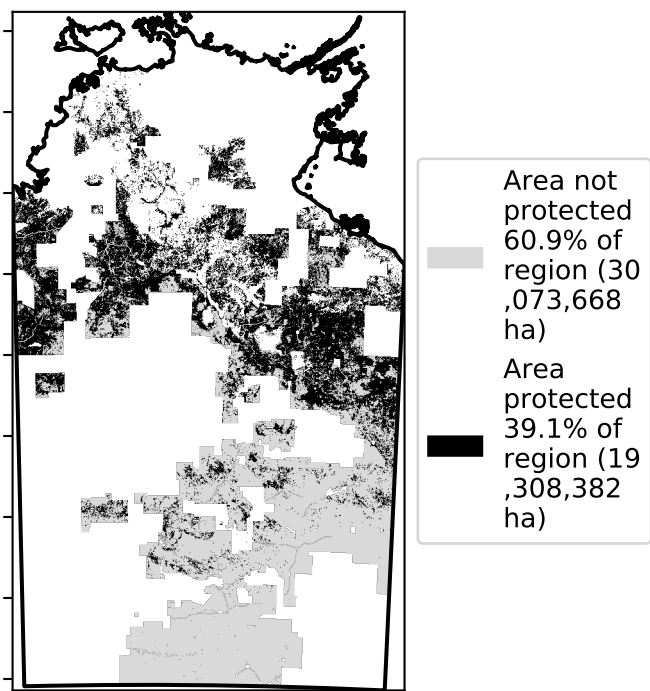 Area not
protected
60.9% of
region (30
,073,668
ha)
Area
protected
39.1% of
region (19
,308,382
ha)